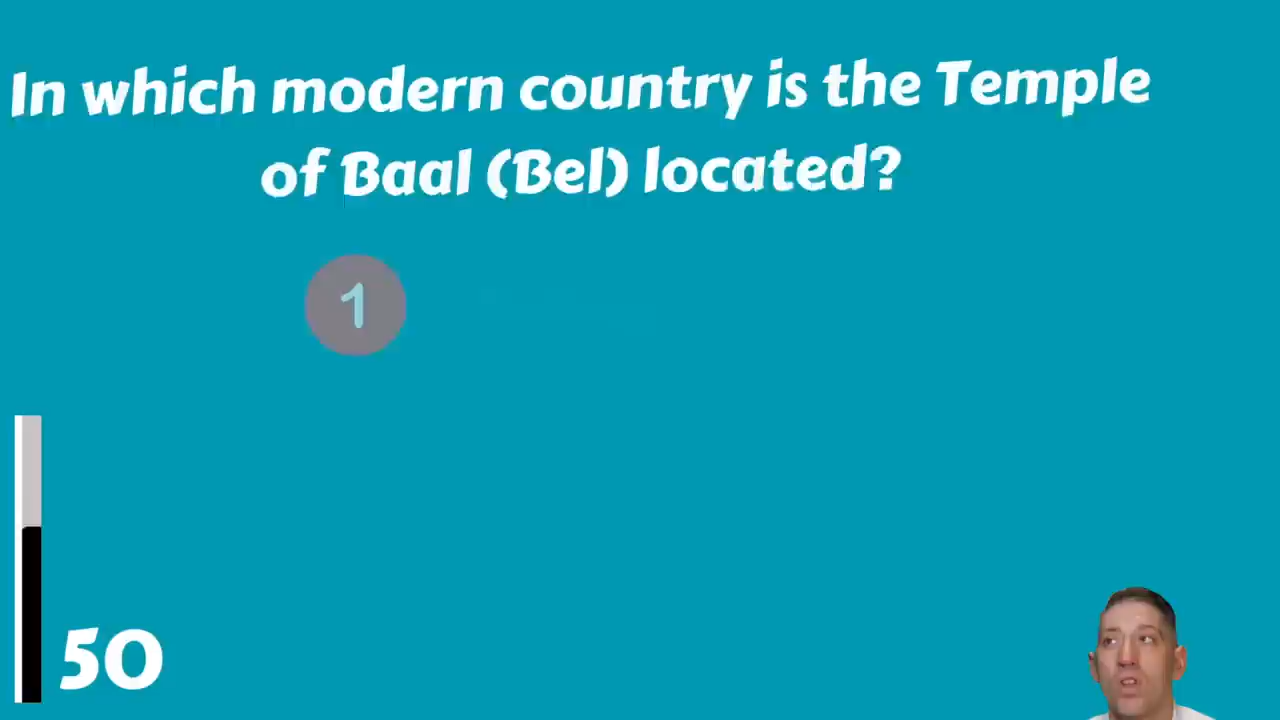 In which modern country is the Temple
of Baal (Bel) located?
1
50